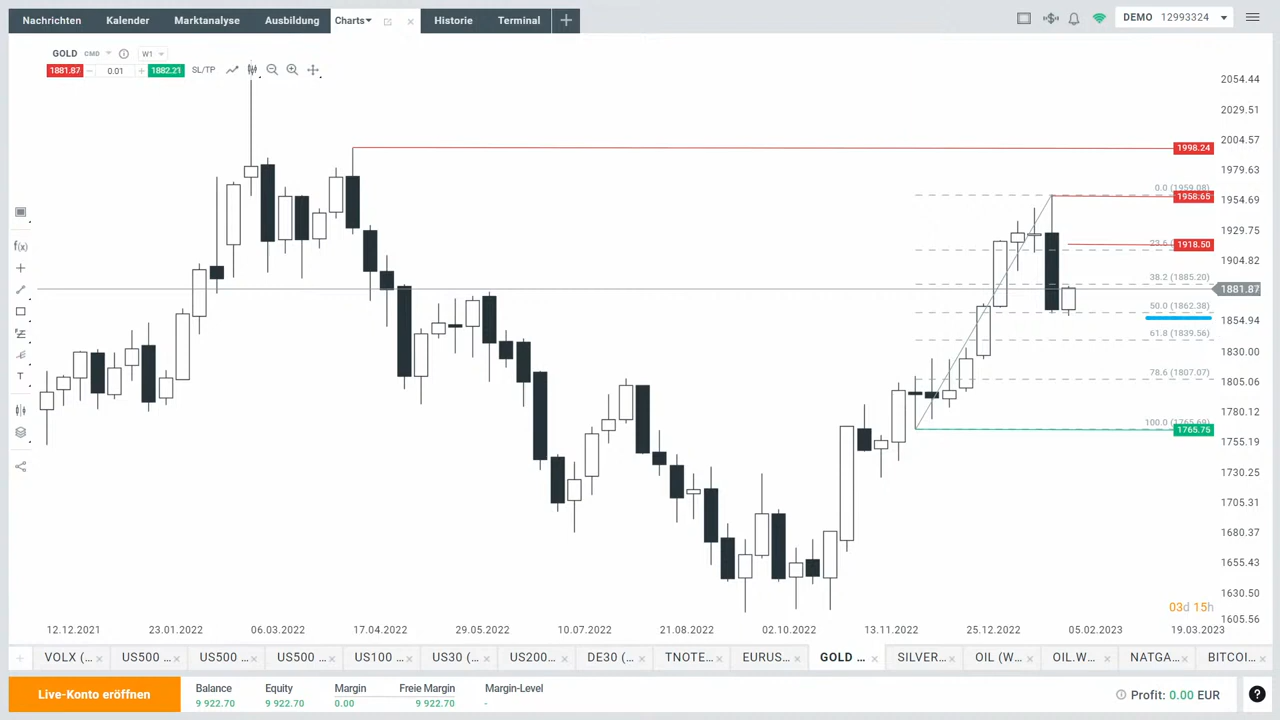 Nachrichten Kalender Marktanalyse Ausbildung Charts Historie Terminal
DEMO 12993324
GOLD CMD W1
1881.87 0.01 1882.21 SL/TP
2054.44
2029.51
2004.57
1998.24
1979.63
0.0 (1959.08)
1958.65
1954.69
1929.75
23.6
1918.50
1904.82
38.2 (1885.20)
1881.87
50.0 (1862.38)
1854.94
61.8 (1839.56)
1830.00
78.6 (1807.07)
1805.06
1780.12
100.0 (1765.69)
1765.75
1755.19
1730.25
1705.31
1680.37
1655.43
1630.50
03d 15h
1605.56
f(x)
T
12.12.2021 23.01.2022 06.03.2022 17.04.2022 29.05.2022 10.07.2022 21.08.2022 02.10.2022 13.11.2022 25.12.2022 05.02.2023 19.03.2023
VOLX (... US500 ... US500 ... US500 ... US100 ... US30 (... US200... DE30 (... TNOTE... EURUS... GOLD ... SILVER... OIL (W... OIL.W... NATGA... BITCOI...
Live-Konto eröffnen
Balance Equity Margin Freie Margin Margin-Level
9 922.70 9 922.70 0.00 9 922.70 -
Profit: 0.00 EUR